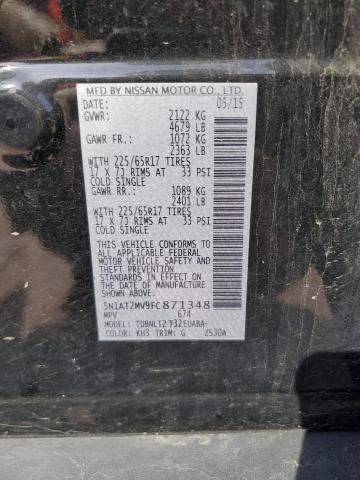 MFD BY NISSAN MOTOR CO., LTD.
DATE: 05/15
GVWR: 2122 KG
4679 LB
GAWR FR.: 1072 KG
2363 LB
WITH 225/65R17 TIRES
17 X 7J RIMS AT 33 PSI
COLD SINGLE
GAWR RR.: 1089 KG
2401 LB
WITH 225/65R17 TIRES
17 X 7J RIMS AT 33 PSI
COLD SINGLE
THIS VEHICLE CONFORMS TO
ALL APPLICABLE FEDERAL
MOTOR VEHICLE SAFETY AND
THEFT PREVENTION
STANDARDS IN EFFECT ON
THE DATE OF MANUFACTURE
SHOWN ABOVE.
5N1AT2MV9FC871348
MPV 674
MODEL:
COLOR: KH3 TRIM: G 2S30A